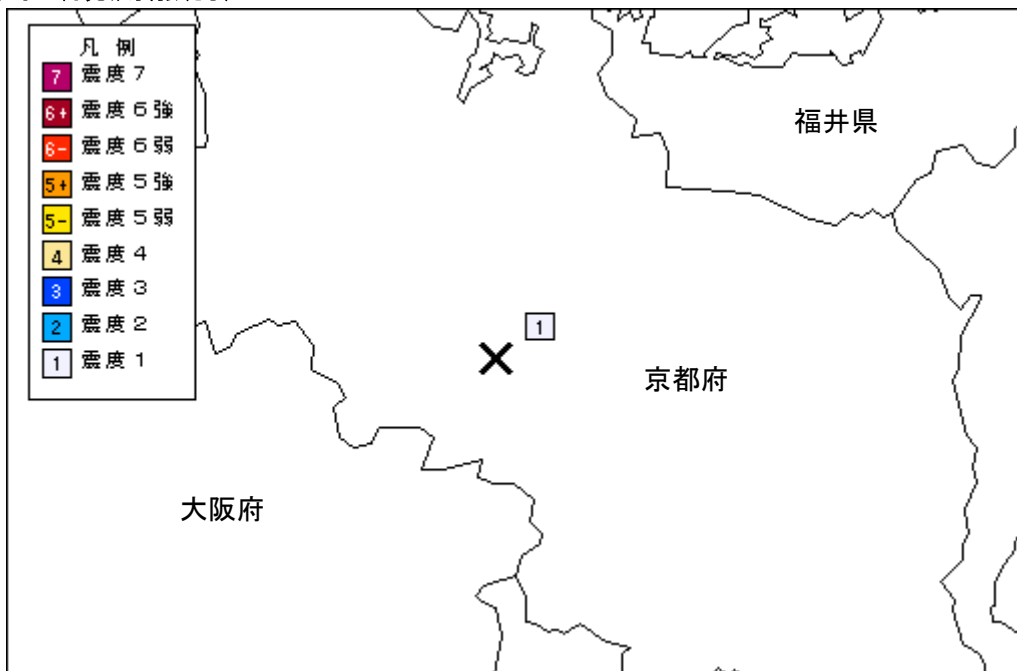 凡 例
7 震度7
6+ 震度6強
6- 震度6弱
5+ 震度5強
5- 震度5弱
4 震度4
3 震度3
2 震度2
1 震度1
福井県
1
京都府
大阪府